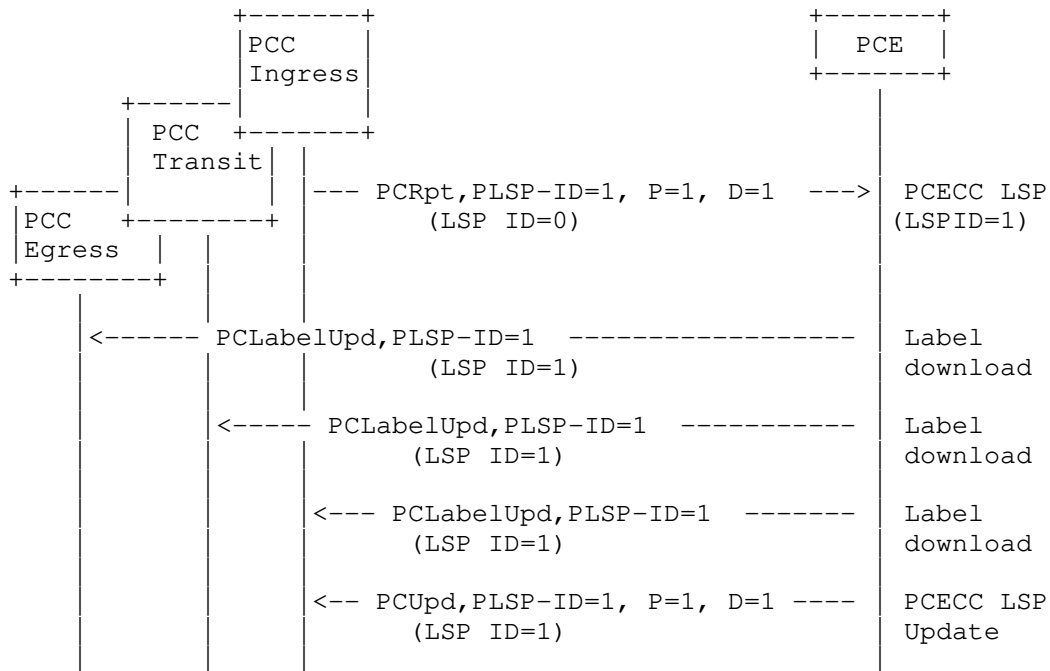 PCC
Ingress
PCE
PCC
Transit
PCRpt,PLSP-ID=1, P=1, D=1 PCECC LSP
(LSP ID=0) (LSPID=1)
PCC
Egress
PCLabelUpd,PLSP-ID=1 Label
(LSP ID=1) download
PCLabelUpd,PLSP-ID=1 Label
(LSP ID=1) download
PCLabelUpd,PLSP-ID=1 Label
(LSP ID=1) download
PCUpd,PLSP-ID=1, P=1, D=1 PCECC LSP
(LSP ID=1) Update